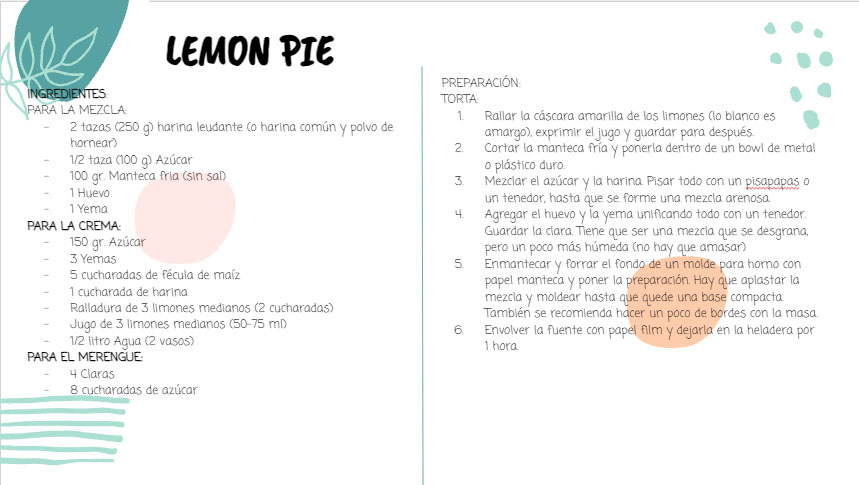 LEMON PIE
INGREDIENTES:
PARA LA MEZCLA:
- 2 tazas (250 g) harina leudante (o harina común y polvo de
hornear)
- 1/2 taza (100 g) Azúcar
- 100 gr. Manteca fria (sin sal)
- 1 Huevo
- 1 Yema
PARA LA CREMA:
- 150 gr. Azúcar
- 3 Yemas
- 5 cucharadas de fécula de maíz
- 1 cucharada de harina
- Ralladura de 3 limones medianos (2 cucharadas)
- Jugo de 3 limones medianos (50-75 ml)
- 1/2 litro Agua (2 vasos)
PARA EL MERENGUE:
- 4 Claras
- 8 cucharadas de azúcar
PREPARACIÓN:
TORTA:
1. Rallar la cáscara amarilla de los limones (lo blanco es
amargo), exprimir el jugo y guardar para después.
2. Cortar la manteca fría y ponerla dentro de un bowl de metal
o plástico duro.
3. Mezclar el azúcar y la harina. Pisar todo con un pisapapas o
un tenedor, hasta que se forme una mezcla arenosa.
4. Agregar el huevo y la yema unificando todo con un tenedor.
Guardar la clara. Tiene que ser una mezcla que se desgrana,
pero un poco más húmeda (no hay que amasar)
5. Enmantecar y forrar el fondo de un molde para horno con
papel manteca y poner la preparación. Hay que aplastar la
mezcla y moldear hasta que quede una base compacta.
También se recomienda hacer un poco de bordes con la masa.
6. Envolver la fuente con papel film y dejarla en la heladera por
1 hora.